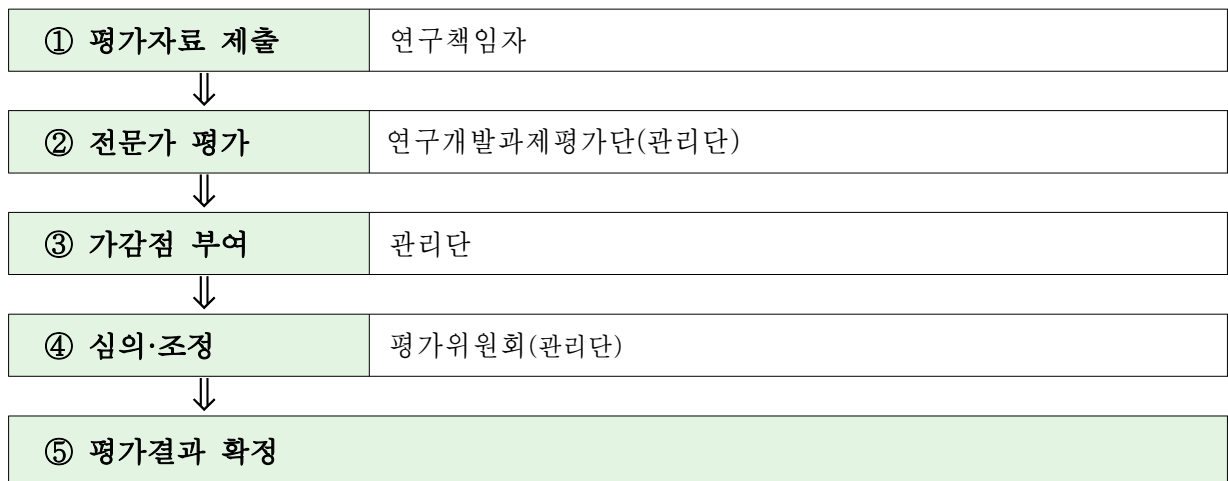 ① 평가자료 제출 연구책임자
⇓
② 전문가 평가 연구개발과제평가단(관리단)
⇓
③ 가감점 부여 관리단
⇓
④ 심의·조정 평가위원회(관리단)
⇓
⑤ 평가결과 확정